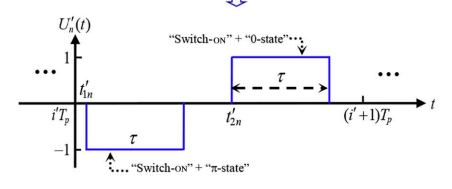 U′n(t)
"Switch-ON" + "0-state"
1
... t′1n τ ...
i′Tp t′2n (i′+1)Tp t
τ
−1
"Switch-ON" + "π-state"